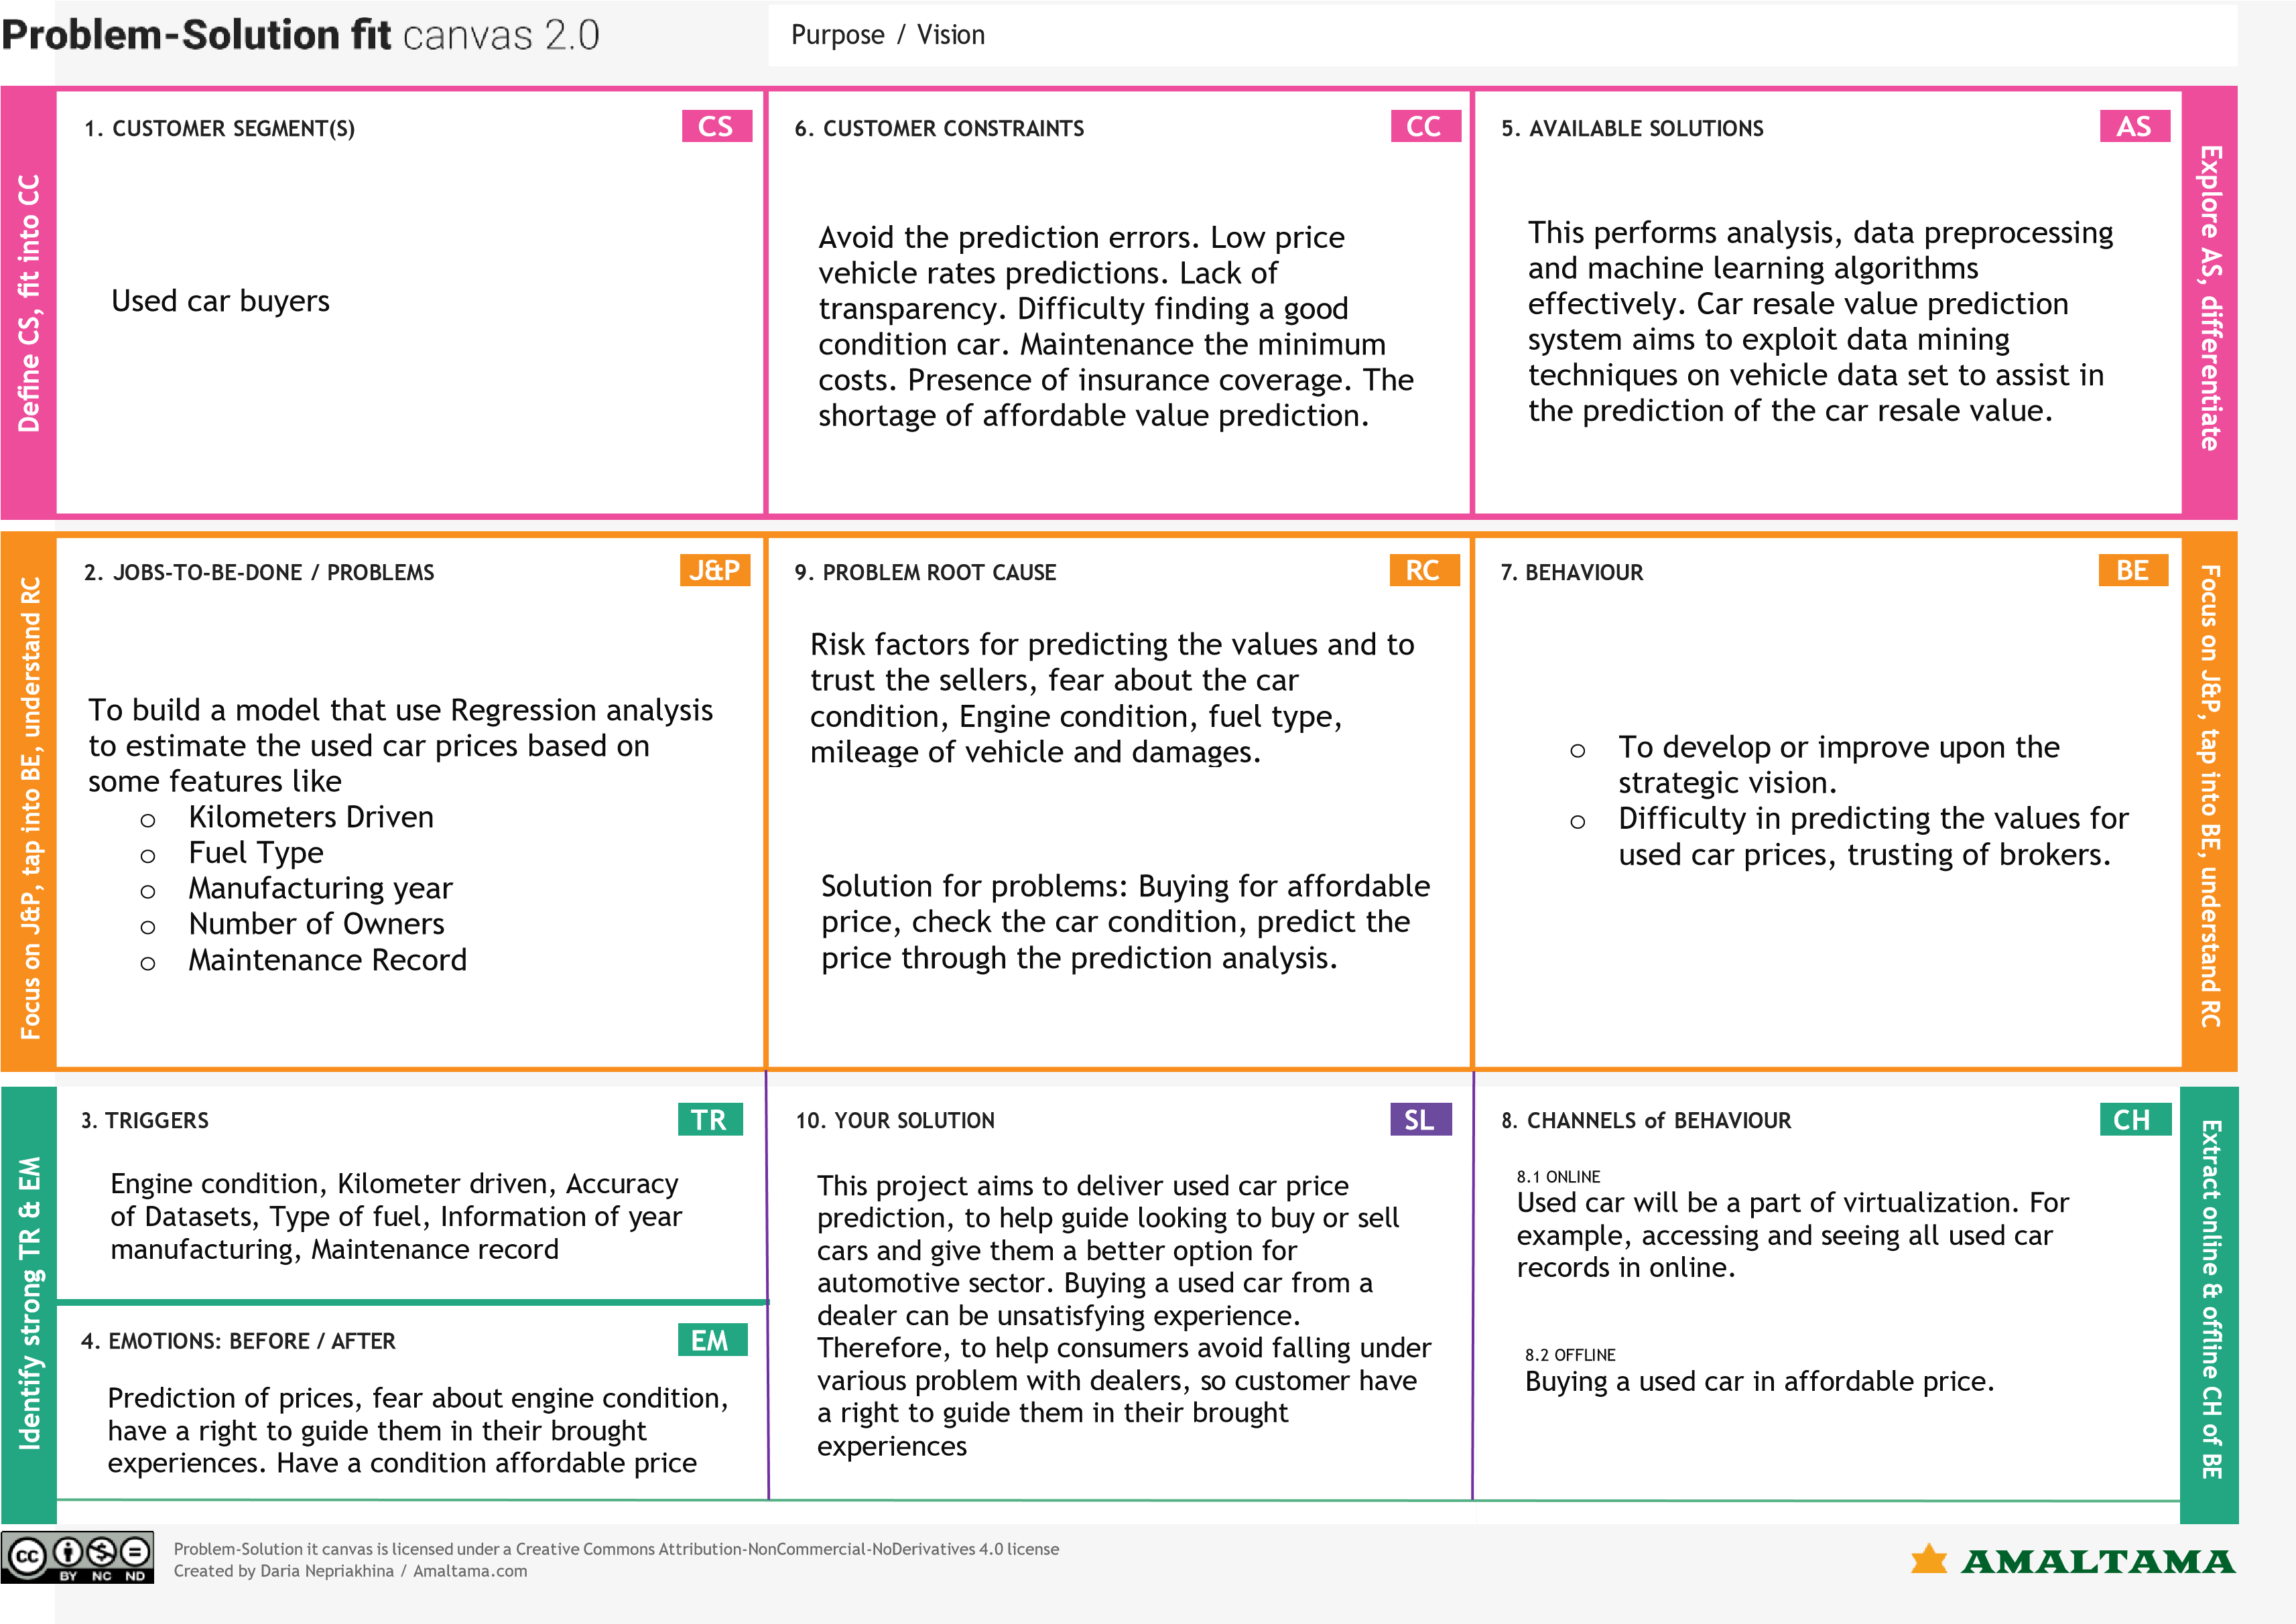 Problem-Solution fit canvas 2.0
Purpose / Vision
Define CS, fit into CC
1. CUSTOMER SEGMENT(S)
CS
Used car buyers
6. CUSTOMER CONSTRAINTS
CC
Avoid the prediction errors. Low price
vehicle rates predictions. Lack of
transparency. Difficulty finding a good
condition car. Maintenance the minimum
costs. Presence of insurance coverage. The
shortage of affordable value prediction.
5. AVAILABLE SOLUTIONS
AS
This performs analysis, data preprocessing
and machine learning algorithms
effectively. Car resale value prediction
system aims to exploit data mining
techniques on vehicle data set to assist in
the prediction of the car resale value.
Explore AS, differentiate
Focus on J&P, tap into BE, understand RC
2. JOBS-TO-BE-DONE / PROBLEMS
J&P
To build a model that use Regression analysis
to estimate the used car prices based on
some features like
o Kilometers Driven
o Fuel Type
o Manufacturing year
o Number of Owners
o Maintenance Record
9. PROBLEM ROOT CAUSE
RC
Risk factors for predicting the values and to
trust the sellers, fear about the car
condition, Engine condition, fuel type,
mileage of vehicle and damages.
Solution for problems: Buying for affordable
price, check the car condition, predict the
price through the prediction analysis.
7. BEHAVIOUR
BE
o To develop or improve upon the
strategic vision.
o Difficulty in predicting the values for
used car prices, trusting of brokers.
Focus on J&P, tap into BE, understand RC
Identify strong TR & EM
3. TRIGGERS
TR
Engine condition, Kilometer driven, Accuracy
of Datasets, Type of fuel, Information of year
manufacturing, Maintenance record
4. EMOTIONS: BEFORE / AFTER
EM
Prediction of prices, fear about engine condition,
have a right to guide them in their brought
experiences. Have a condition affordable price
10. YOUR SOLUTION
SL
This project aims to deliver used car price
prediction, to help guide looking to buy or sell
cars and give them a better option for
automotive sector. Buying a used car from a
dealer can be unsatisfying experience.
Therefore, to help consumers avoid falling under
various problem with dealers, so customer have
a right to guide them in their brought
experiences
8. CHANNELS of BEHAVIOUR
CH
8.1 ONLINE
Used car will be a part of virtualization. For
example, accessing and seeing all used car
records in online.
8.2 OFFLINE
Buying a used car in affordable price.
Extract online & offline CH of BE
cc
BY NC ND
Problem-Solution it canvas is licensed under a Creative Commons Attribution-NonCommercial-NoDerivatives 4.0 license
Created by Daria Nepriakhina / Amaltama.com
AMALTAMA